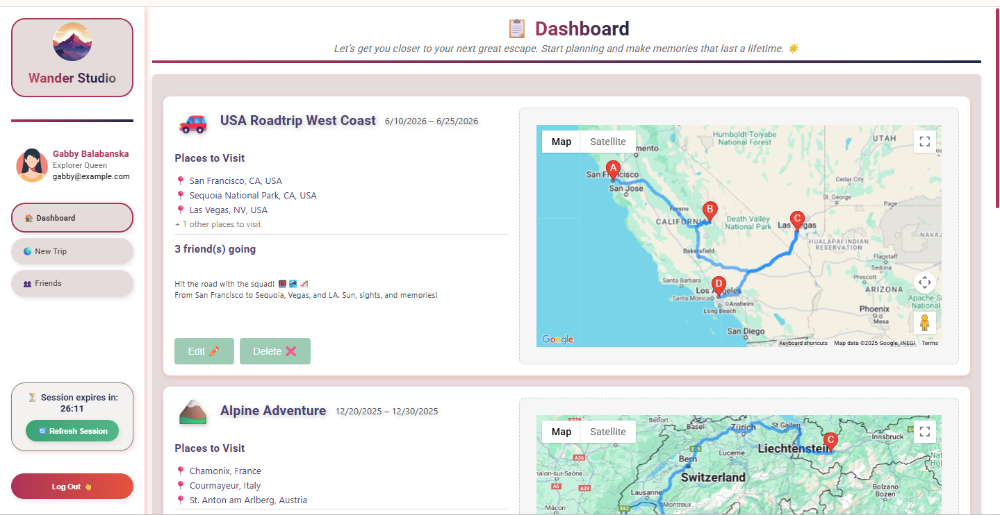 Wander Studio
Gabby Balabanska
Explorer Queen
gabby@example.com
Dashboard
New Trip
Friends
Session expires in:
26:11
Refresh Session
Log Out
Dashboard
Let's get you closer to your next great escape. Start planning and make memories that last a lifetime.
USA Roadtrip West Coast 6/10/2026 – 6/25/2026
Places to Visit
San Francisco, CA, USA
Sequoia National Park, CA, USA
Las Vegas, NV, USA
+ 1 other places to visit
3 friend(s) going
Hit the road with the squad!
From San Francisco to Sequoia, Vegas, and LA. Sun, sights, and memories!
Edit
Delete
Map Satellite
Humboldt-Toiyabe
National Forest
UTAH
mento
A
San Francisco
San Jose
Cedar City
St. George
Page
Fresno
B
CALIFORNIA
Death Valley
National Park
C
Las Vegas
HUALAPAI INDIAN
RESERVATION
NAVAJ
Bakersfield
Flagstaff
Sedona
Prescott
Santa Barbara
D
Los Angeles
Santa Monica
Anaheim
Long Beach
ARIZONA
Apache-S
National
Phoenix
Mesa
San Diego
Google
Keyboard shortcuts
Map data ©2025 Google, INEGI
Terms
Alpine Adventure 12/20/2025 – 12/30/2025
Places to Visit
Chamonix, France
Courmayeur, Italy
St. Anton am Arlberg, Austria
Map Satellite
Belfort
Basel
Zürich
St Gallen
C
Liechtenstein
Innsbruck
A36
Bern
Lucerne
Switzerland
halon-sur-Saône
A6
A39
Lausanne
Montreux
Bolzano
Bozen
Mâcon
E62